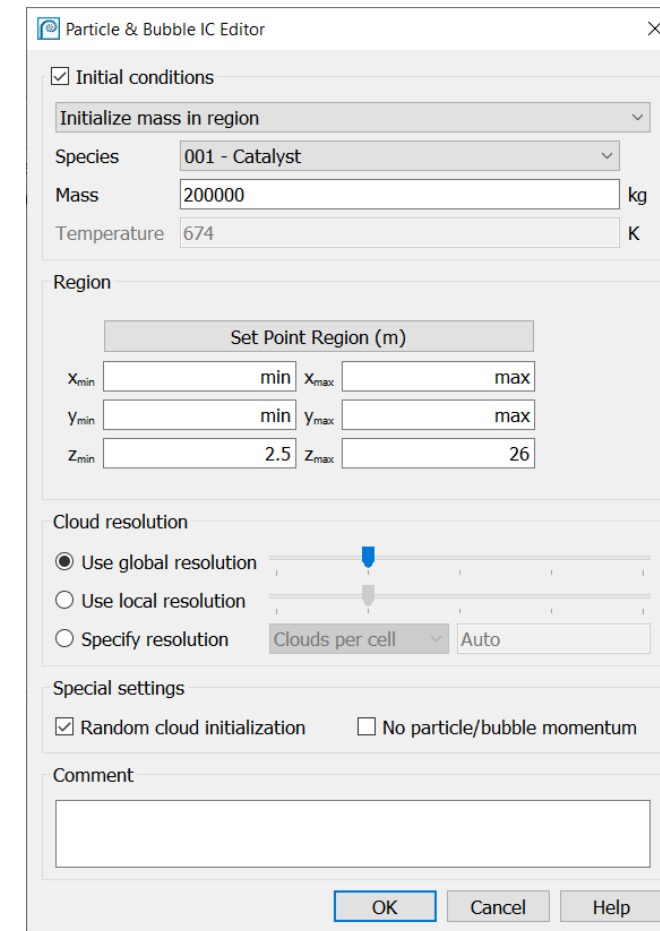 Particle & Bubble IC Editor
Initial conditions
Initialize mass in region
Species 001 - Catalyst
Mass 200000 kg
Temperature 674 K
Region
Set Point Region (m)
xmin min xmax max
ymin min ymax max
zmin 2.5 zmax 26
Cloud resolution
Use global resolution
Use local resolution
Specify resolution Clouds per cell Auto
Special settings
Random cloud initialization No particle/bubble momentum
Comment
OK Cancel Help